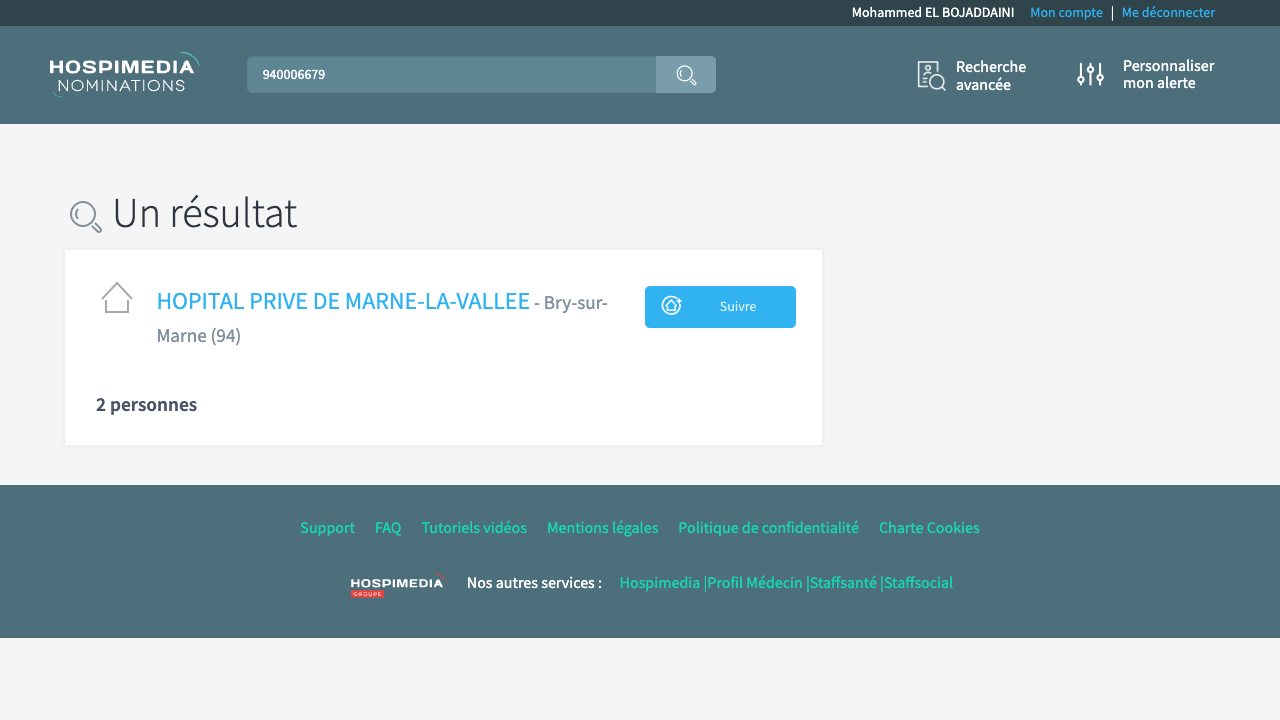 Mohammed EL BOJADDAINI Mon compte | Me déconnecter
HOSPIMEDIA
NOMINATIONS
940006679
Recherche
avancée
Personnaliser
mon alerte
Un résultat
HOPITAL PRIVE DE MARNE-LA-VALLEE - Bry-sur-
Marne (94)
Suivre
2 personnes
Support FAQ Tutoriels vidéos Mentions légales Politique de confidentialité Charte Cookies
HOSPIMEDIA
GROUPE
Nos autres services : Hospimedia |Profil Médecin |Staffsanté |Staffsocial